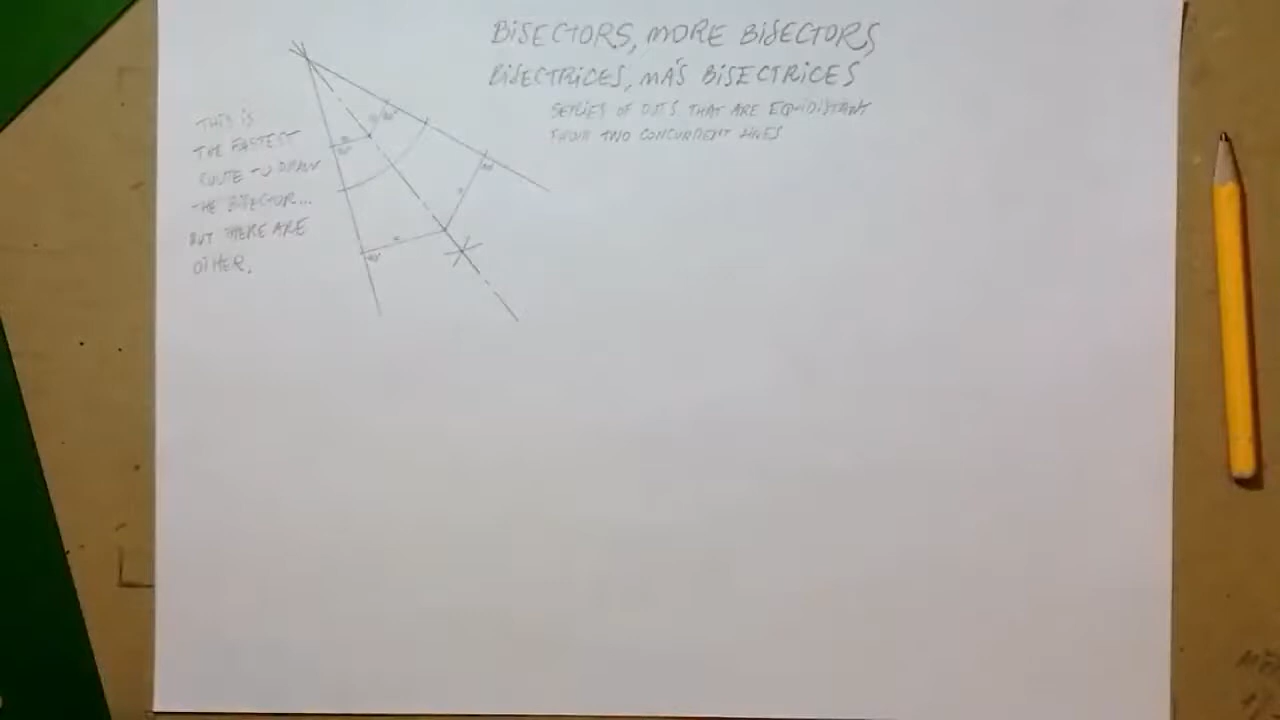 BISECTORS, MORE BISECTORS,
BISECTRICES, MÁS BISECTRICES
SERIES OF DOTS THAT ARE EQUIDISTANT
FROM TWO CONCURRENT LINES
THIS IS
THE FASTEST
ROUTE TO DRAW
THE BISECTOR...
BUT THERE ARE
OTHER.